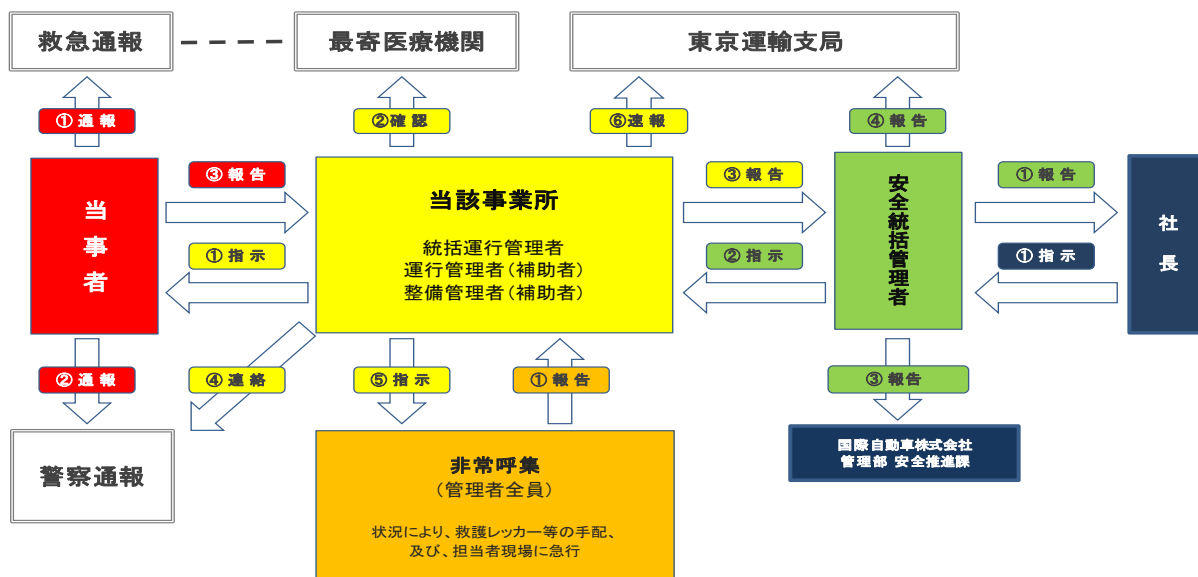 救急通報
最寄医療機関
東京運輸支局
①通報
②確認
⑥速報
④報告
当事者
③報告
①指示
当該事業所
統括運行管理者
運行管理者(補助者)
整備管理者(補助者)
③報告
②指示
安全統括管理者
①報告
①指示
社長
②通報
④連絡
⑤指示
①報告
③報告
警察通報
非常呼集
(管理者全員)
状況により、救護レッカー等の手配、
及び、担当者現場に急行
国際自動車株式会社
管理部 安全推進課